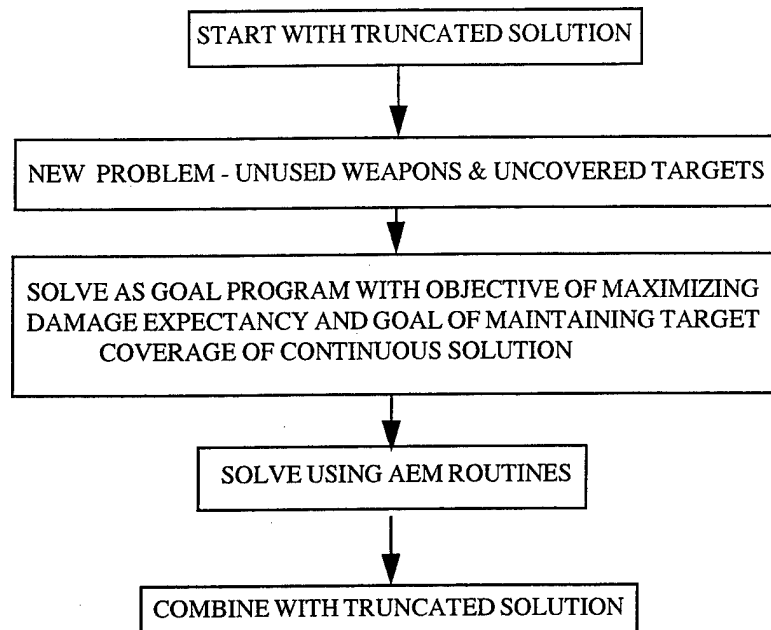 START WITH TRUNCATED SOLUTION
NEW PROBLEM - UNUSED WEAPONS & UNCOVERED TARGETS
SOLVE AS GOAL PROGRAM WITH OBJECTIVE OF MAXIMIZING
DAMAGE EXPECTANCY AND GOAL OF MAINTAINING TARGET
COVERAGE OF CONTINUOUS SOLUTION
SOLVE USING AEM ROUTINES
COMBINE WITH TRUNCATED SOLUTION